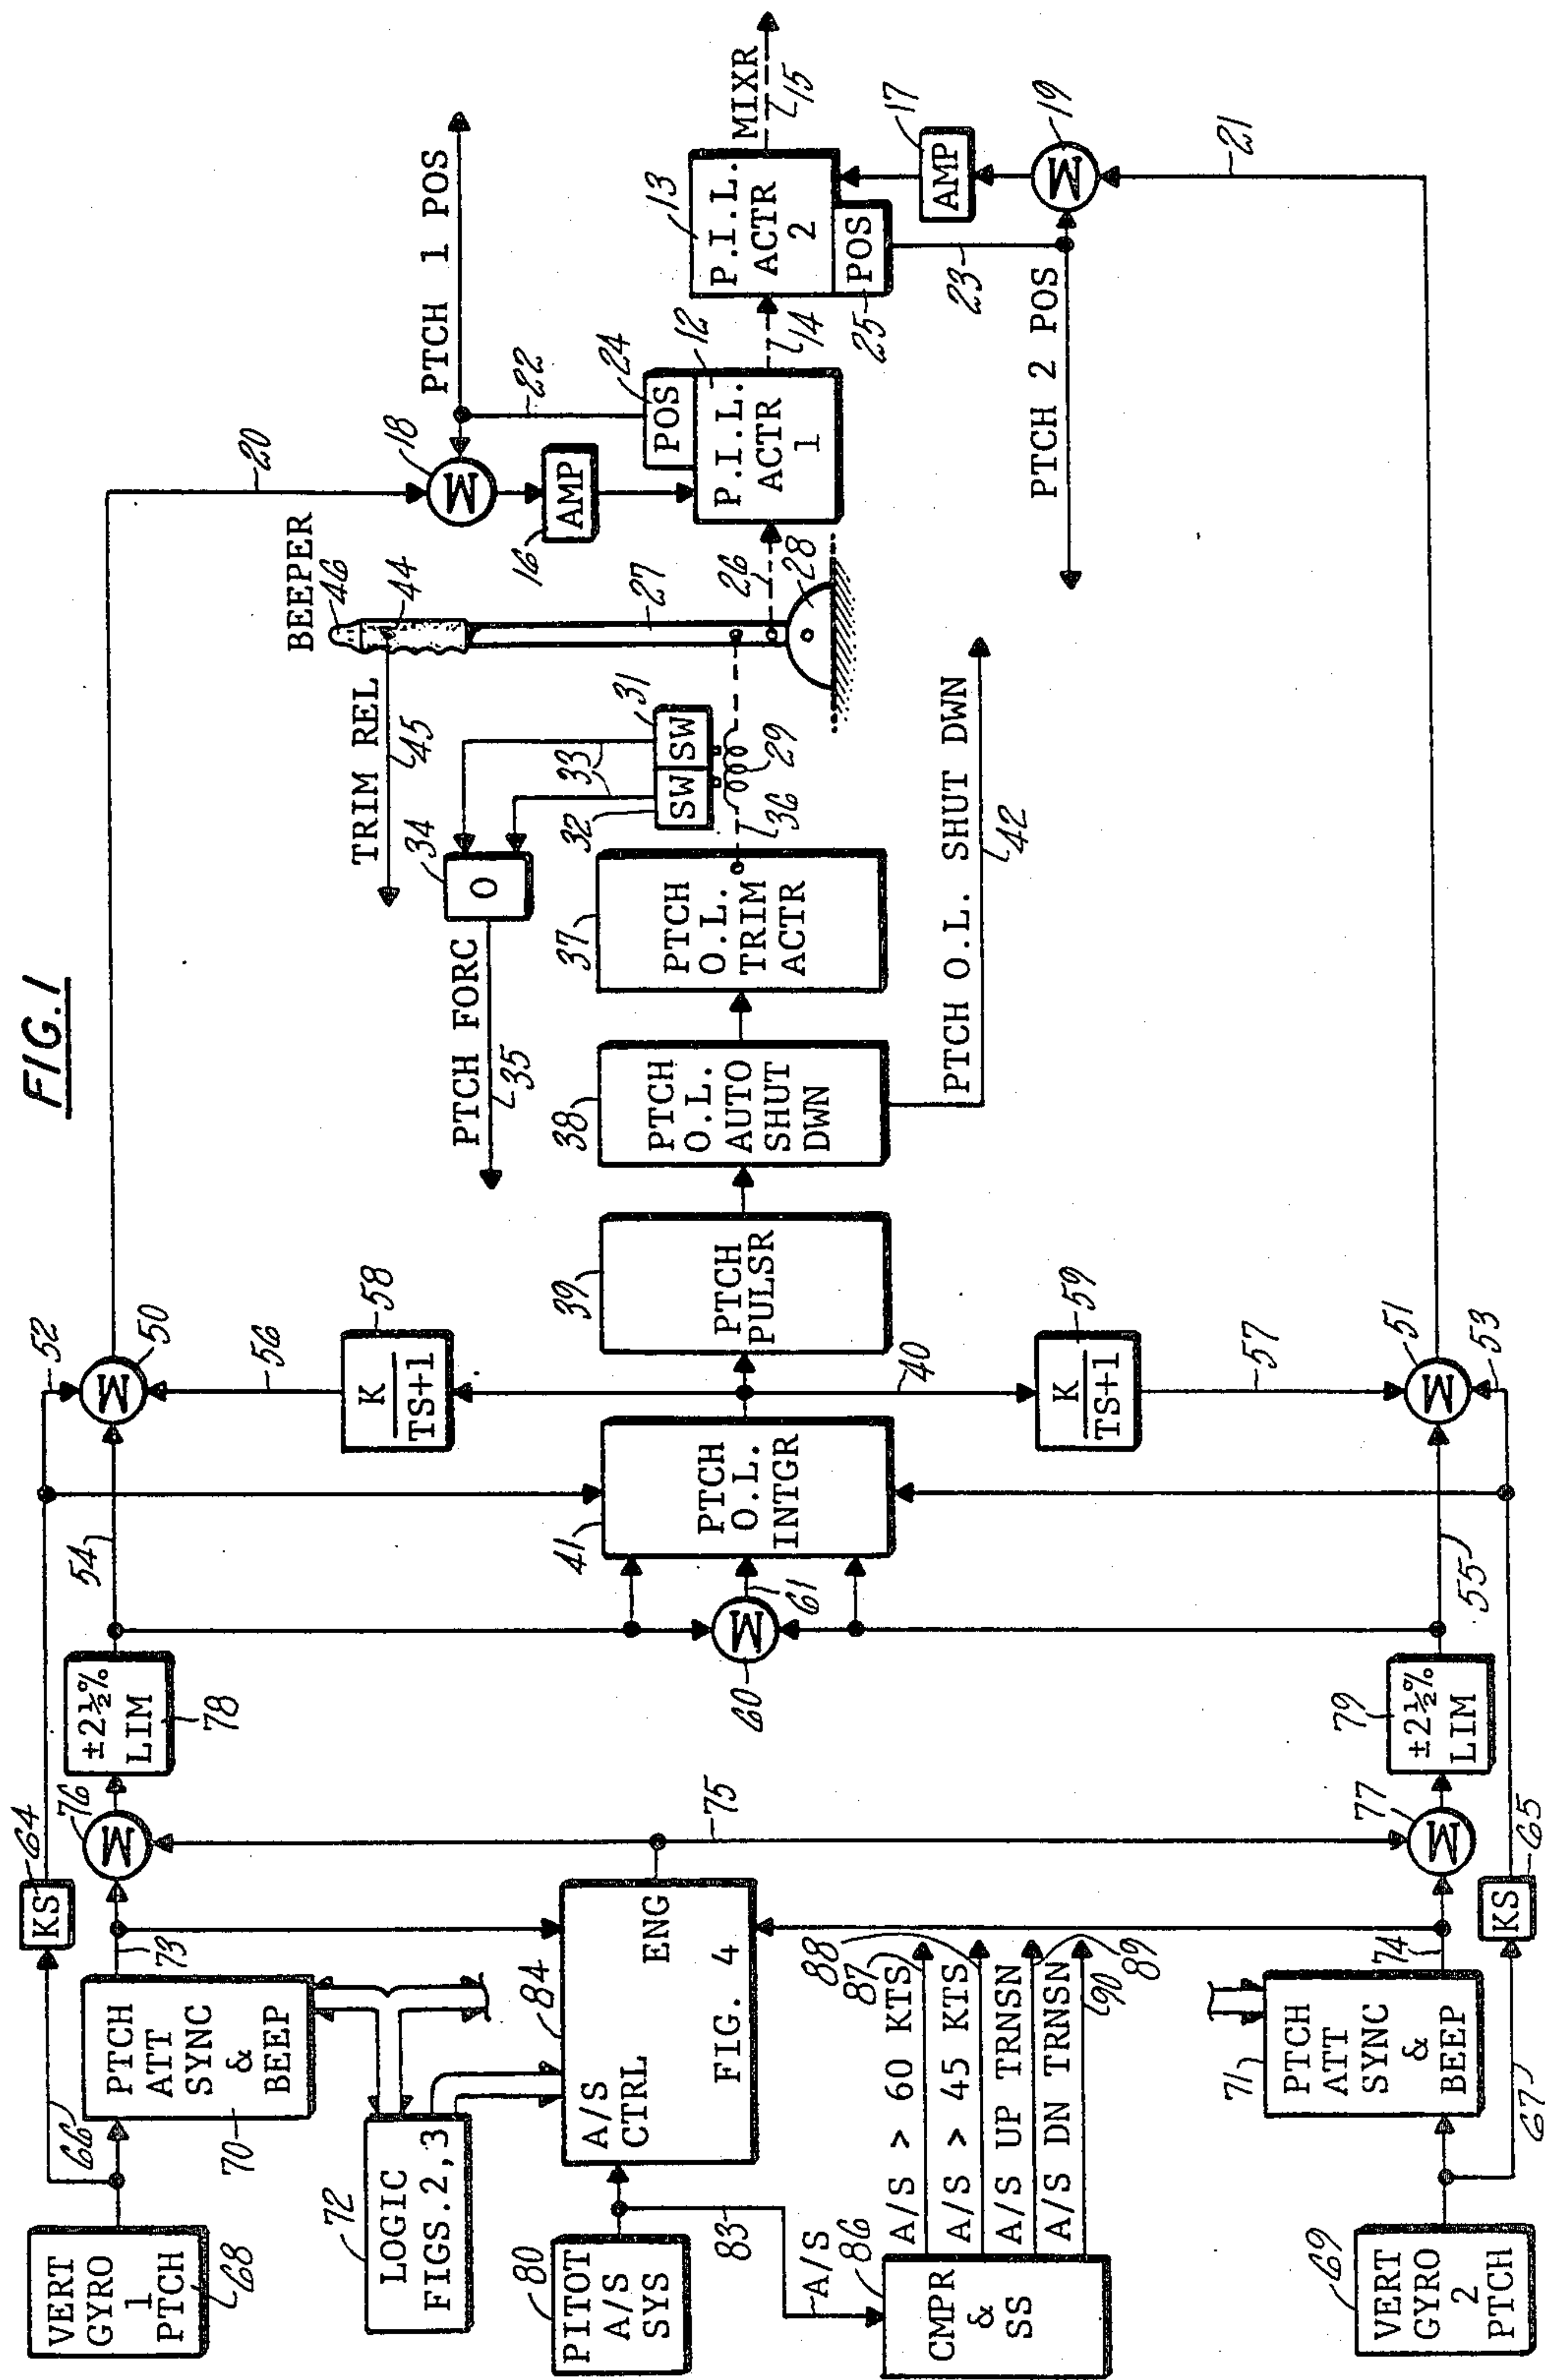 FIG. 1
VERT
GYRO
1
PTCH
68
66
KS
64
PTCH
ATT
SYNC
&
BEEP
70
73
76
±2½%
LIM
78
54
52
M
50
20
56
K
TS+1
58
LOGIC
FIGS. 2, 3
72
PITOT
A/S
SYS
80
83
A/S
CMPR
&
SS
86
A/S > 60 KTS
87
A/S > 45 KTS
88
A/S UP TRNSN
89
A/S DN TRNSN
90
A/S
CTRL
ENG
FIG. 4
84
75
M
60
61
PTCH
O.L.
INTGR
41
40
PTCH
PULSR
39
PTCH
O.L.
AUTO
SHUT
DWN
38
PTCH O.L. SHUT DWN
42
PTCH
O.L.
TRIM
ACTR
37
36
29
SW
SW
32
31
33
O
34
PTCH FORC
35
TRIM REL
45
BEEPER
46
44
27
28
26
M
18
AMP
16
PTCH 1 POS
22
POS
24
P.I.L.
ACTR
1
12
14
P.I.L.
ACTR
2
13
POS
25
MIXR
15
AMP
17
M
19
23
PTCH 2 POS
21
VERT
GYRO
2
PTCH
69
67
KS
65
PTCH
ATT
SYNC
&
BEEP
71
74
M
77
±2½%
LIM
79
55
M
51
53
57
K
TS+1
59
M